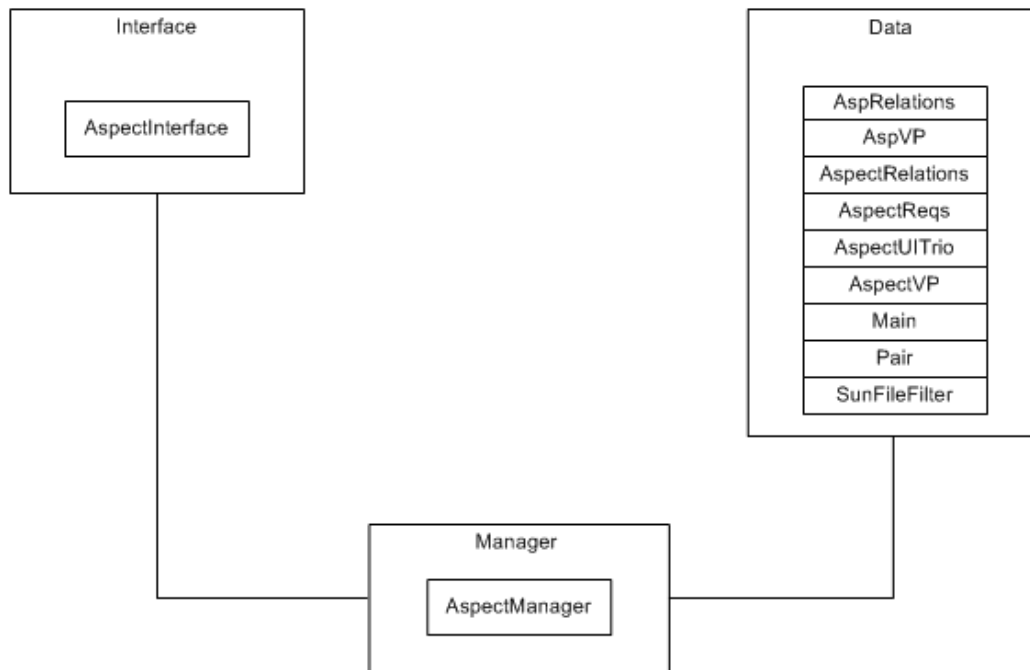 Interface
AspectInterface
Data
AspRelations
AspVP
AspectRelations
AspectReqs
AspectUITrio
AspectVP
Main
Pair
SunFileFilter
Manager
AspectManager